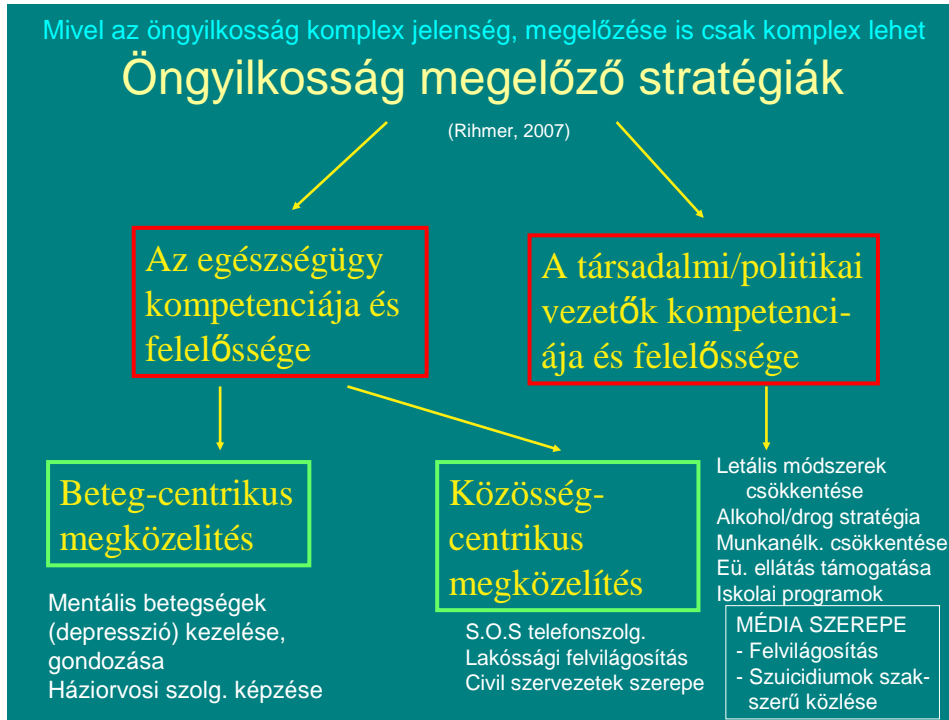 Mivel az öngyilkosság komplex jelenség, megelőzése is csak komplex lehet
Öngyilkosság megelőző stratégiák
(Rihmer, 2007)
Az egészségügy
kompetenciája és
felelőssége
A társadalmi/politikai
vezetők kompetenci-
ája és felelőssége
Beteg-centrikus
megközelités
Mentális betegségek
(depresszió) kezelése,
gondozása
Háziorvosi szolg. képzése
Közösség-
centrikus
megközelítés
S.O.S telefonszolg.
Lakóssági felvilágosítás
Civil szervezetek szerepe
Letális módszerek
csökkentése
Alkohol/drog stratégia
Munkanélk. csökkentése
Eü. ellátás támogatása
Iskolai programok
MÉDIA SZEREPE
- Felvilágosítás
- Szuicidiumok szak-
szerű közlése